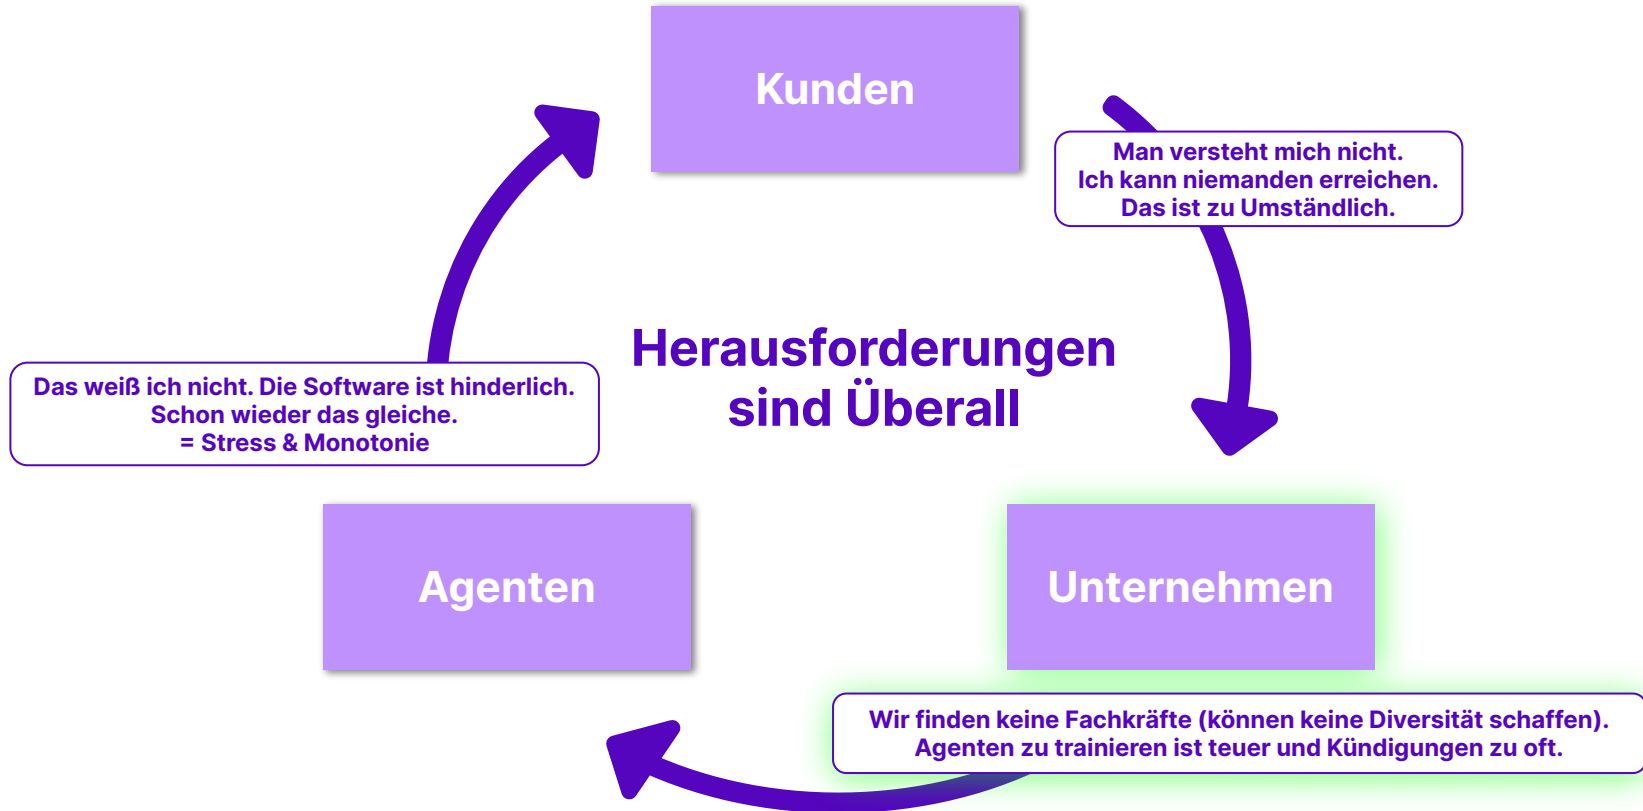 Kunden
Man versteht mich nicht.
Ich kann niemanden erreichen.
Das ist zu Umständlich.
Herausforderungen
sind Überall
Das weiß ich nicht. Die Software ist hinderlich.
Schon wieder das gleiche.
= Stress & Monotonie
Agenten
Unternehmen
Wir finden keine Fachkräfte (können keine Diversität schaffen).
Agenten zu trainieren ist teuer und Kündigungen zu oft.